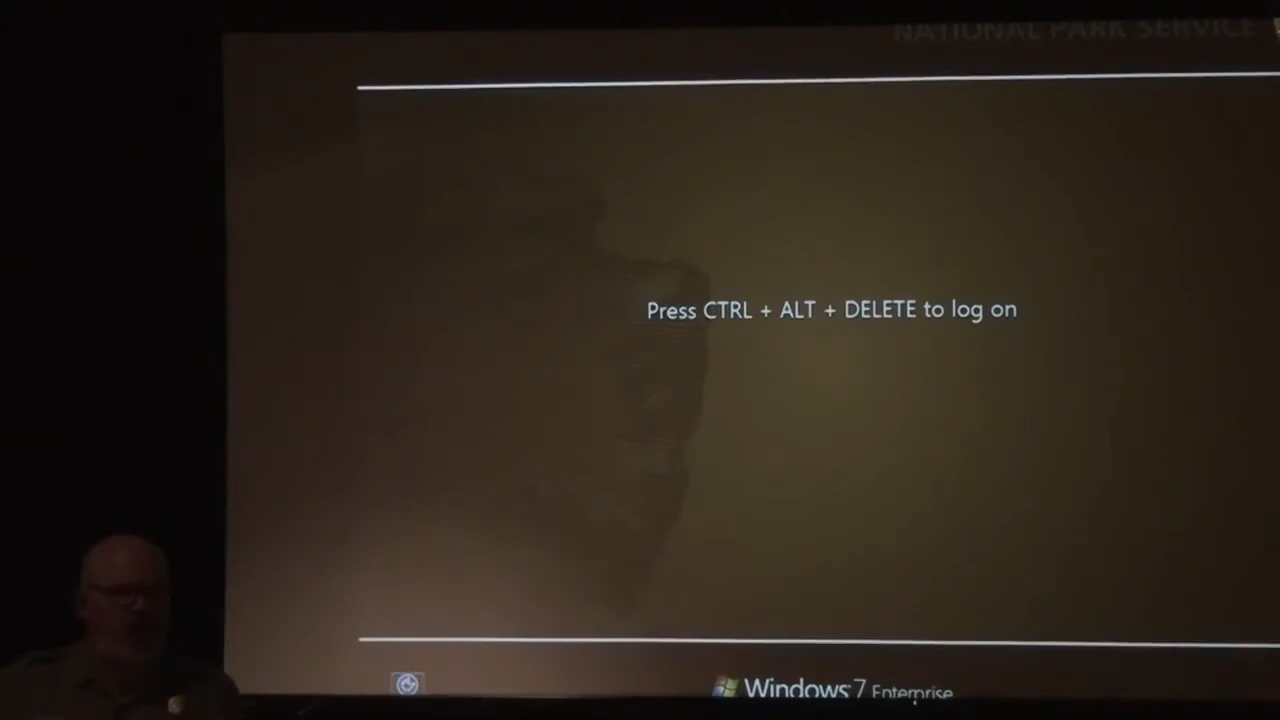 NATIONAL PARK SERVICE
Press CTRL + ALT + DELETE to log on
Windows 7 Enterprise